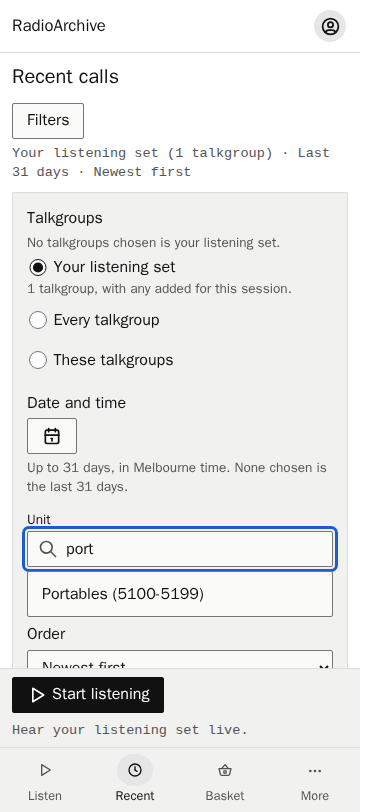 RadioArchive
Recent calls
Filters
Your listening set (1 talkgroup) · Last
31 days · Newest first
Talkgroups
No talkgroups chosen is your listening set.
Your listening set
1 talkgroup, with any added for this session.
Every talkgroup
These talkgroups
Date and time
Up to 31 days, in Melbourne time. None chosen is
the last 31 days.
Unit
port
Portables (5100-5199)
Order
Newest first
Start listening
Hear your listening set live.
Listen
Recent
Basket
More